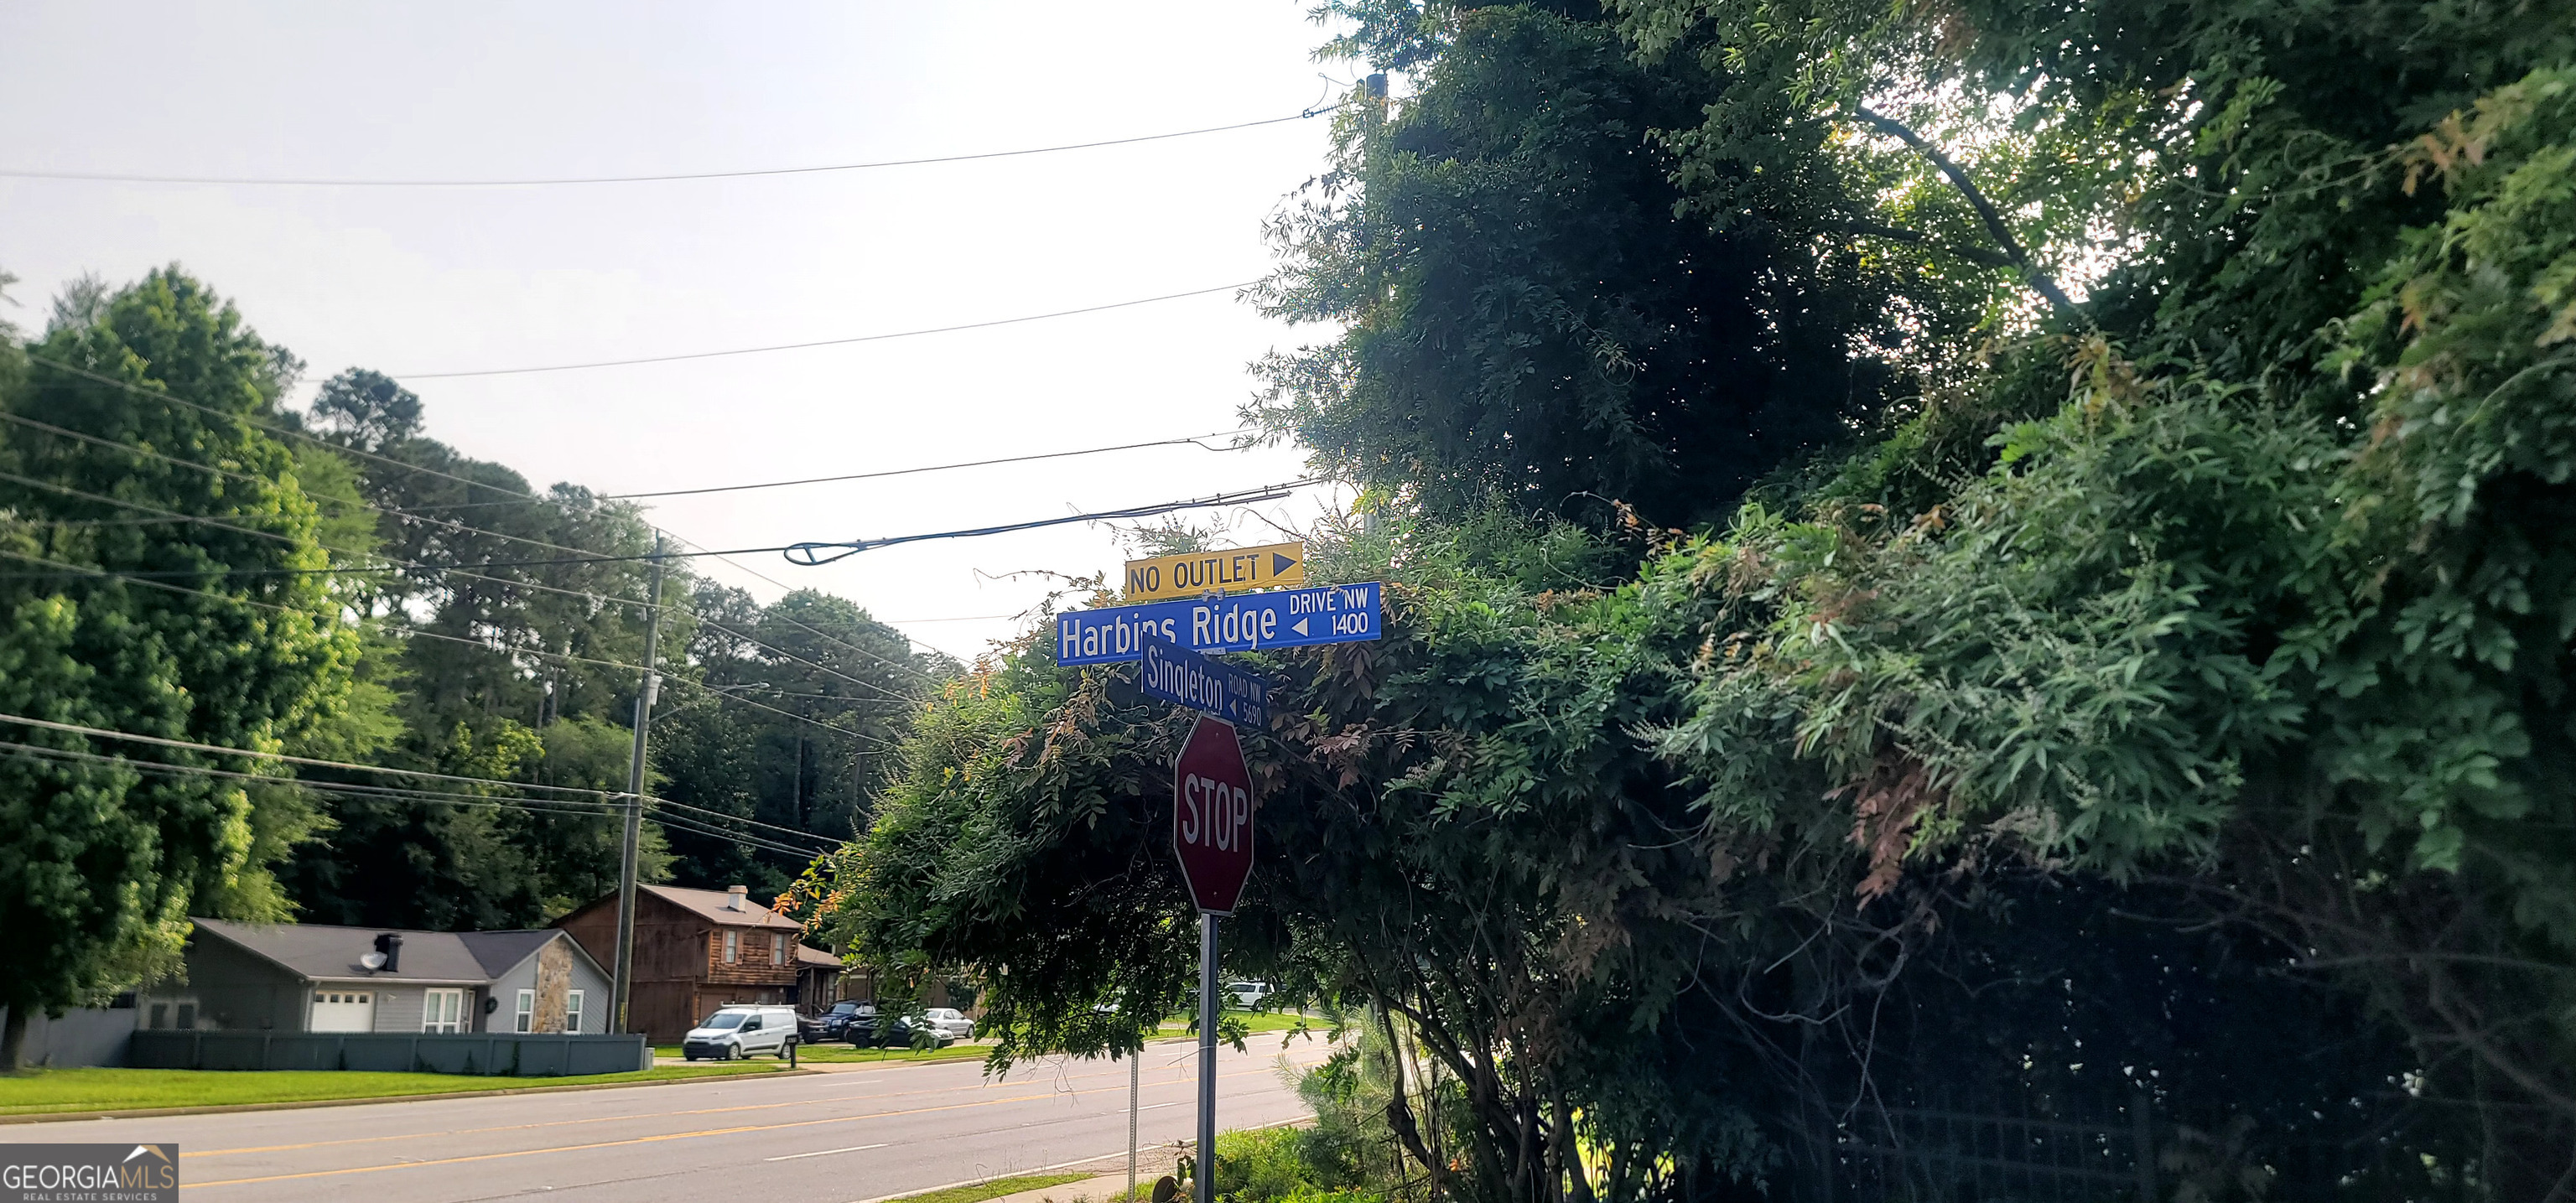 NO OUTLET ▶
Harbins Ridge DRIVE NW
◀ 1400
Singleton ROAD NW
◀ 5690
STOP
GEORGIAMLS
REAL ESTATE SERVICES